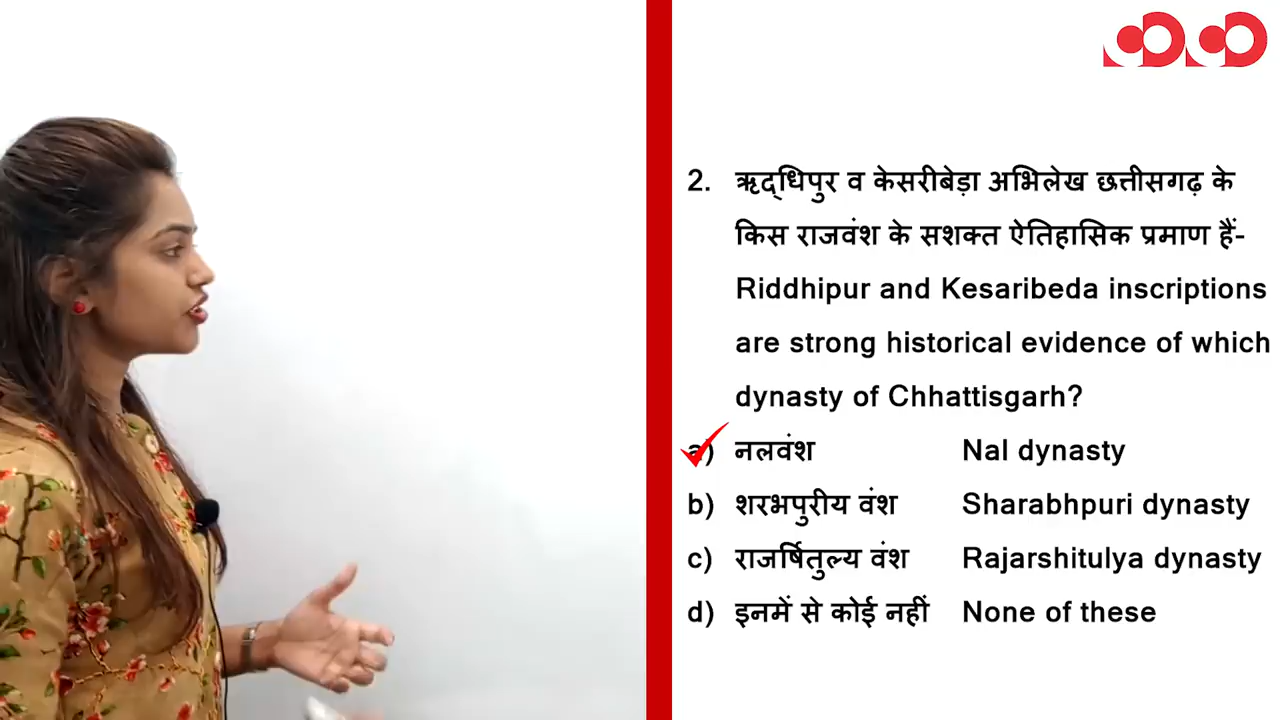 2. ऋद्धिपुर व केसरीबेड़ा अभिलेख छत्तीसगढ़ के
किस राजवंश के सशक्त ऐतिहासिक प्रमाण हैं-
Riddhipur and Kesaribeda inscriptions
are strong historical evidence of which
dynasty of Chhattisgarh?
a) नलवंश Nal dynasty
b) शरभपुरीय वंश Sharabhpuri dynasty
c) राजर्षितुल्य वंश Rajarshitulya dynasty
d) इनमें से कोई नहीं None of these